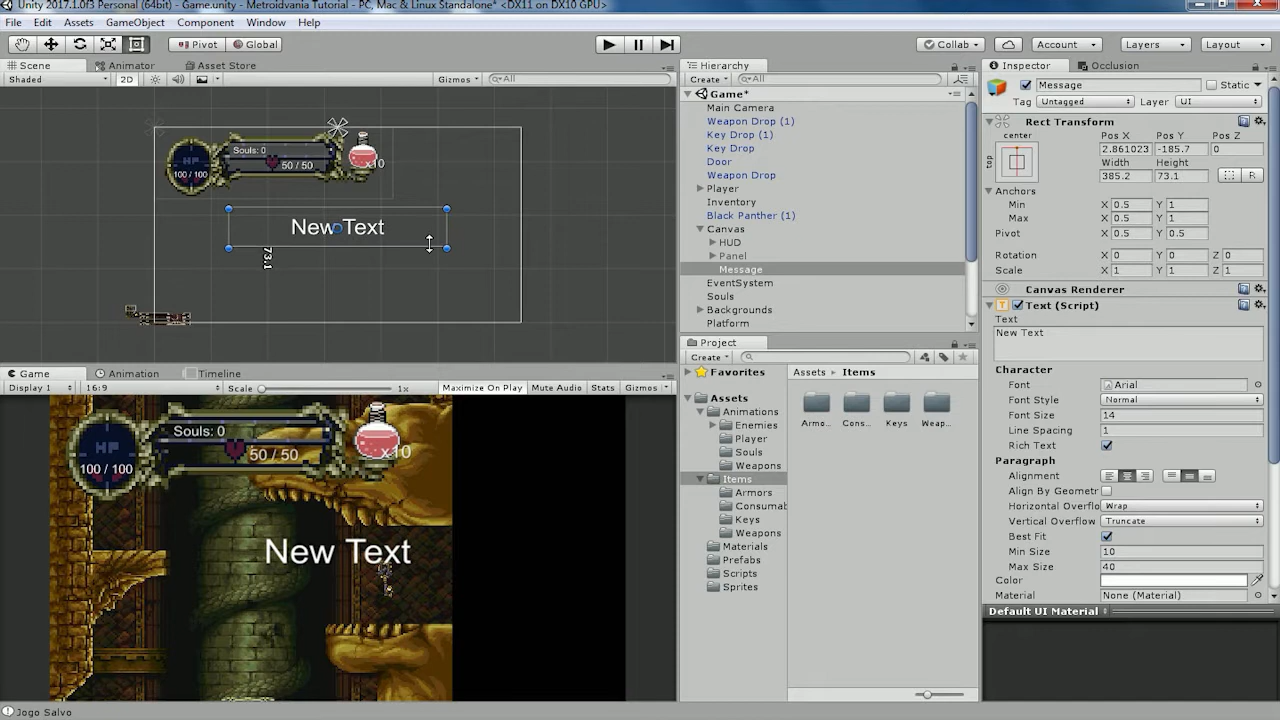 Unity 2017.1.0f3 Personal (64bit) - Game.unity - Metroidvania Tutorial - PC, Mac & Linux Standalone* <DX11 on DX10 GPU>
File Edit Assets GameObject Component Window Help
Pivot Global Collab Account Layers Layout
Scene Animator Asset Store
Shaded 2D Gizmos All
Souls: 0
50 / 50
100 / 100
x10
New Text
73.1
Game Animation Timeline
Display 1 16:9 Scale 1x Maximize On Play Mute Audio Stats Gizmos
Souls: 0
HP
50 / 50
x10
100 / 100
New Text
Jogo Salvo
Hierarchy
Create All
Game*
Main Camera
Weapon Drop (1)
Key Drop (1)
Key Drop
Door
Weapon Drop
Player
Inventory
Black Panther (1)
Canvas
HUD
Panel
Message
EventSystem
Souls
Backgrounds
Platform
Project
Create
Favorites
Assets
Animations
Enemies
Player
Souls
Weapons
Items
Armors
Consumab
Keys
Weapons
Materials
Prefabs
Scripts
Sprites
Assets Items
Armo... Cons... Keys Weap...
Inspector Occlusion
Message Static
Tag Untagged Layer UI
Rect Transform
center Pos X Pos Y Pos Z
top 2.861023 -185.7 0
Width Height
385.2 73.1 R
Anchors
Min X 0.5 Y 1
Max X 0.5 Y 1
Pivot X 0.5 Y 0.5
Rotation X 0 Y 0 Z 0
Scale X 1 Y 1 Z 1
Canvas Renderer
Text (Script)
Text
New Text
Character
Font Arial
Font Style Normal
Font Size 14
Line Spacing 1
Rich Text
Paragraph
Alignment
Align By Geometr
Horizontal Overflo Wrap
Vertical Overflow Truncate
Best Fit
Min Size 10
Max Size 40
Color
Material None (Material)
Default UI Material